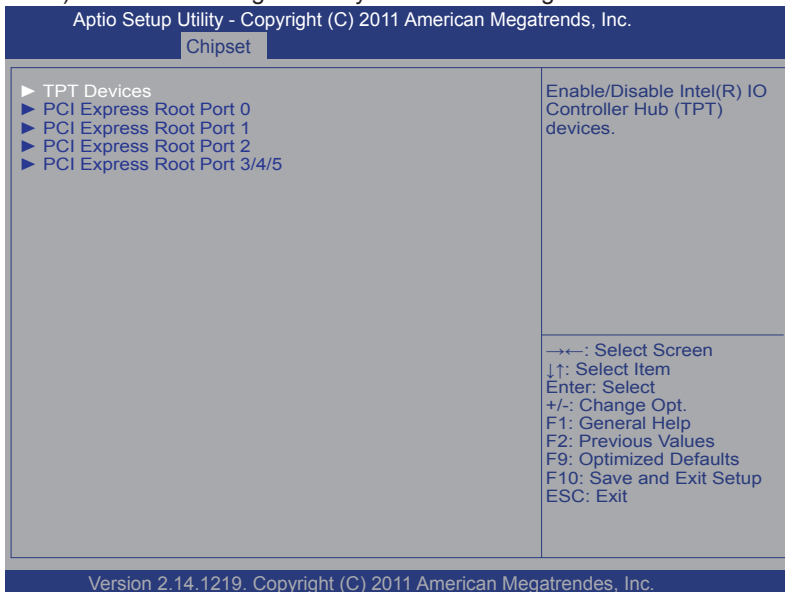 Aptio Setup Utility - Copyright (C) 2011 American Megatrends, Inc.
Chipset
► TPT Devices
► PCI Express Root Port 0
► PCI Express Root Port 1
► PCI Express Root Port 2
► PCI Express Root Port 3/4/5
Enable/Disable Intel(R) IO
Controller Hub (TPT)
devices.
→←: Select Screen
↓↑: Select Item
Enter: Select
+/-: Change Opt.
F1: General Help
F2: Previous Values
F9: Optimized Defaults
F10: Save and Exit Setup
ESC: Exit
Version 2.14.1219. Copyright (C) 2011 American Megatrendes, Inc.